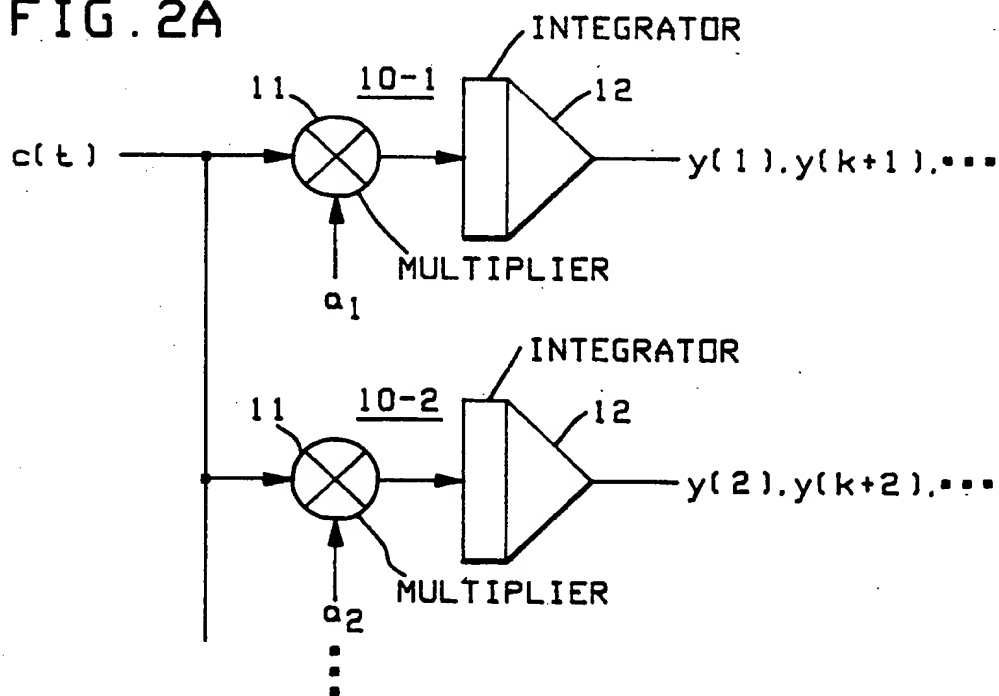 FIG. 2A
INTEGRATOR
11
10-1
12
c(t)
y(1), y(k+1), ...
MULTIPLIER
a1
INTEGRATOR
11
10-2
12
y(2), y(k+2), ...
MULTIPLIER
a2